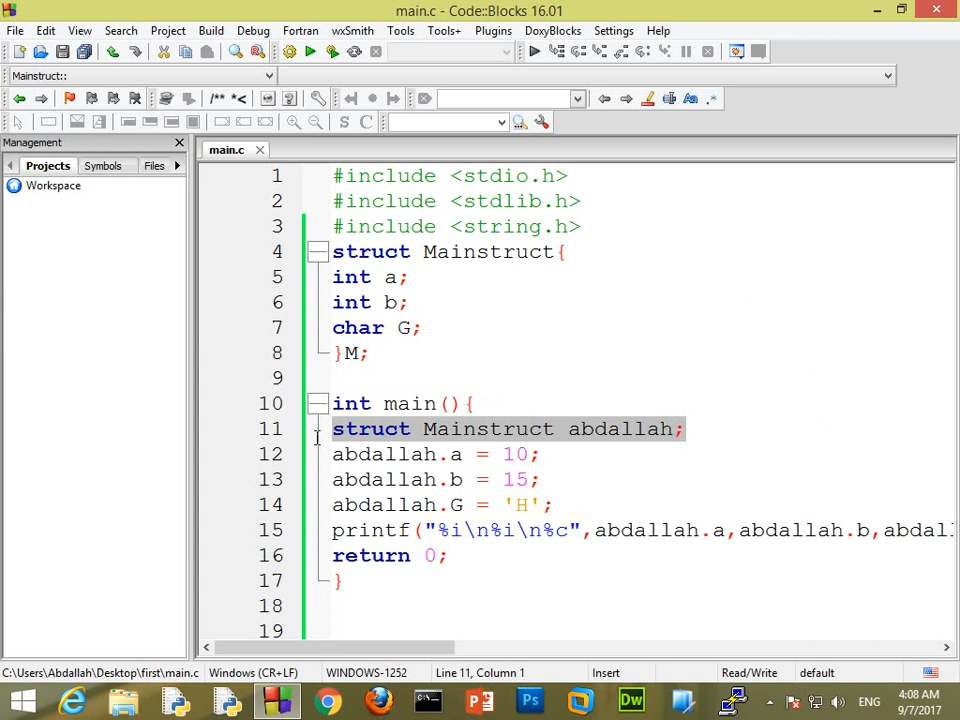 main.c - Code::Blocks 16.01
File Edit View Search Project Build Debug Fortran wxSmith Tools Tools+ Plugins DoxyBlocks Settings Help
Mainstruct::
/** *<
S C
Aa .*
Management
main.c
Projects Symbols Files
Workspace
1 #include <stdio.h>
2 #include <stdlib.h>
3 #include <string.h>
4 struct Mainstruct{
5 int a;
6 int b;
7 char G;
8 }M;
9
10 int main(){
11 struct Mainstruct abdallah;
12 abdallah.a = 10;
13 abdallah.b = 15;
14 abdallah.G = 'H';
15 printf("%i\n%i\n%c",abdallah.a,abdallah.b,abdal
16 return 0;
17 }
18
19
C:\Users\Abdallah\Desktop\first\main.c Windows (CR+LF) WINDOWS-1252 Line 11, Column 1 Insert Read/Write default
Ps Dw ENG 4:08 AM
9/7/2017